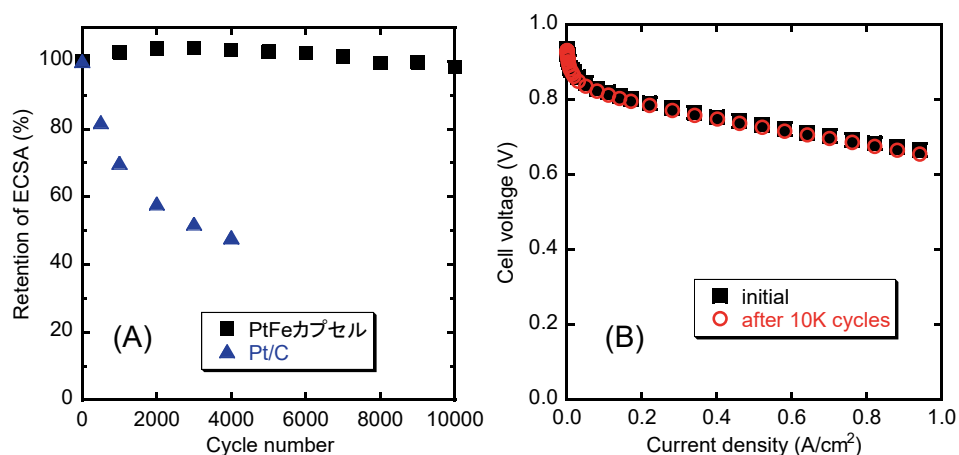 Retention of ECSA (%)
100
80
60
40
20
0
(A)
PtFeカプセル
Pt/C
0
2000
4000
6000
8000
10000
Cycle number
Cell voltage (V)
1.0
0.8
0.6
0.4
0.2
0.0
initial
after 10K cycles
(B)
0.0
0.2
0.4
0.6
0.8
1.0
Current density (A/cm²)